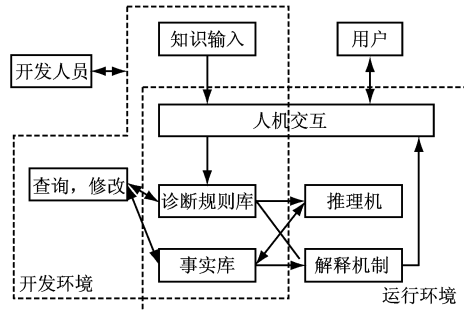 知识输入
用户
开发人员
人机交互
查询，修改
诊断规则库
推理机
事实库
解释机制
开发环境
运行环境